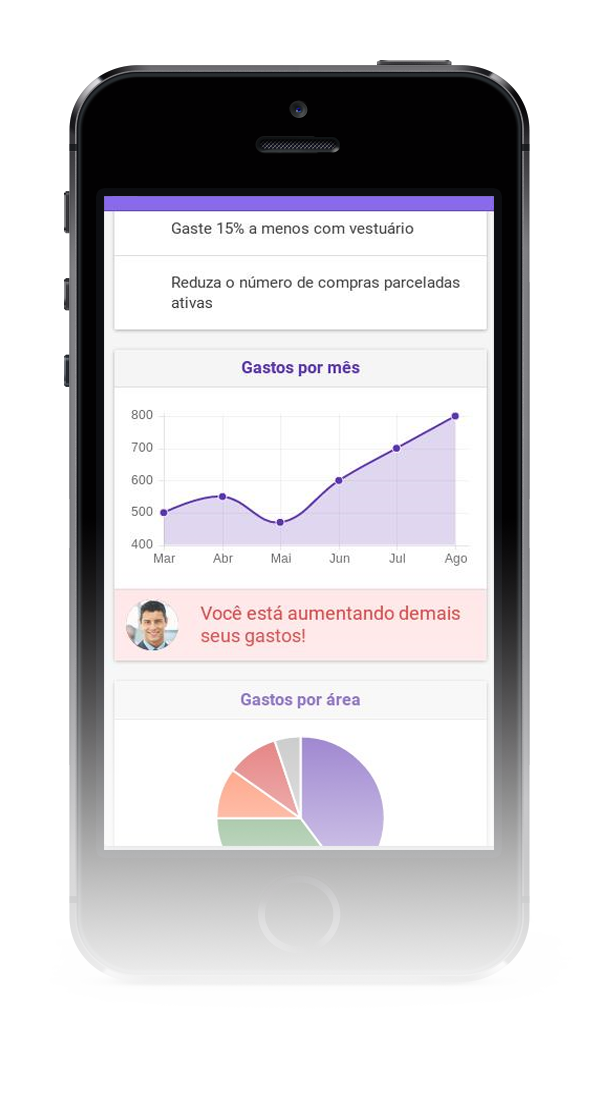 Gaste 15% a menos com vestuário
Reduza o número de compras parceladas
ativas
Gastos por mês
800
700
600
500
400
Mar Abr Mai Jun Jul Ago
Você está aumentando demais
seus gastos!
Gastos por área